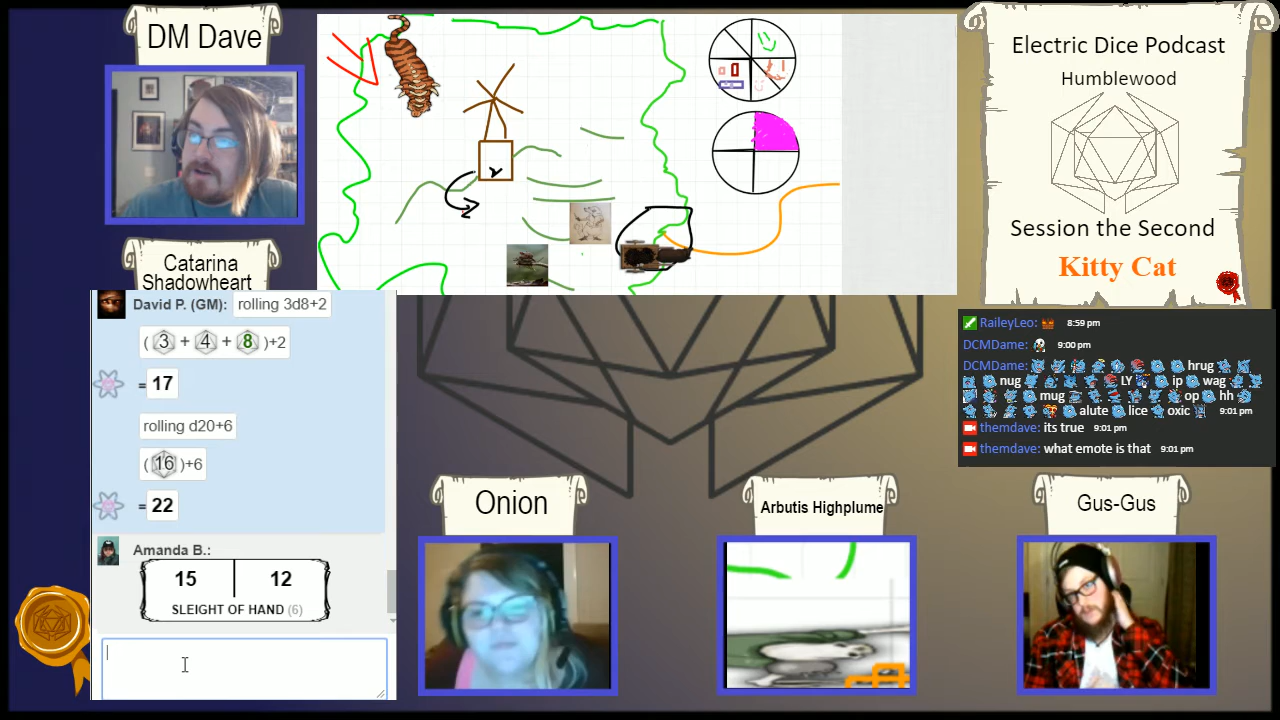 DM Dave
Catarina
Shadowheart
David P. (GM): rolling 3d8+2
(3 + 4 + 8)+2
= 17
rolling d20+6
(16)+6
= 22
Amanda B.:
15 12
SLEIGHT OF HAND (6)
Electric Dice Podcast
Humblewood
Session the Second
Kitty Cat
RaileyLeo: 8:59 pm
DCMDame: 9:00 pm
DCMDame: hrug
nug LY ip wag
mug op hh
alute lice oxic 9:01 pm
themdave: its true 9:01 pm
themdave: what emote is that 9:01 pm
Onion
Arbutis Highplume
Gus-Gus